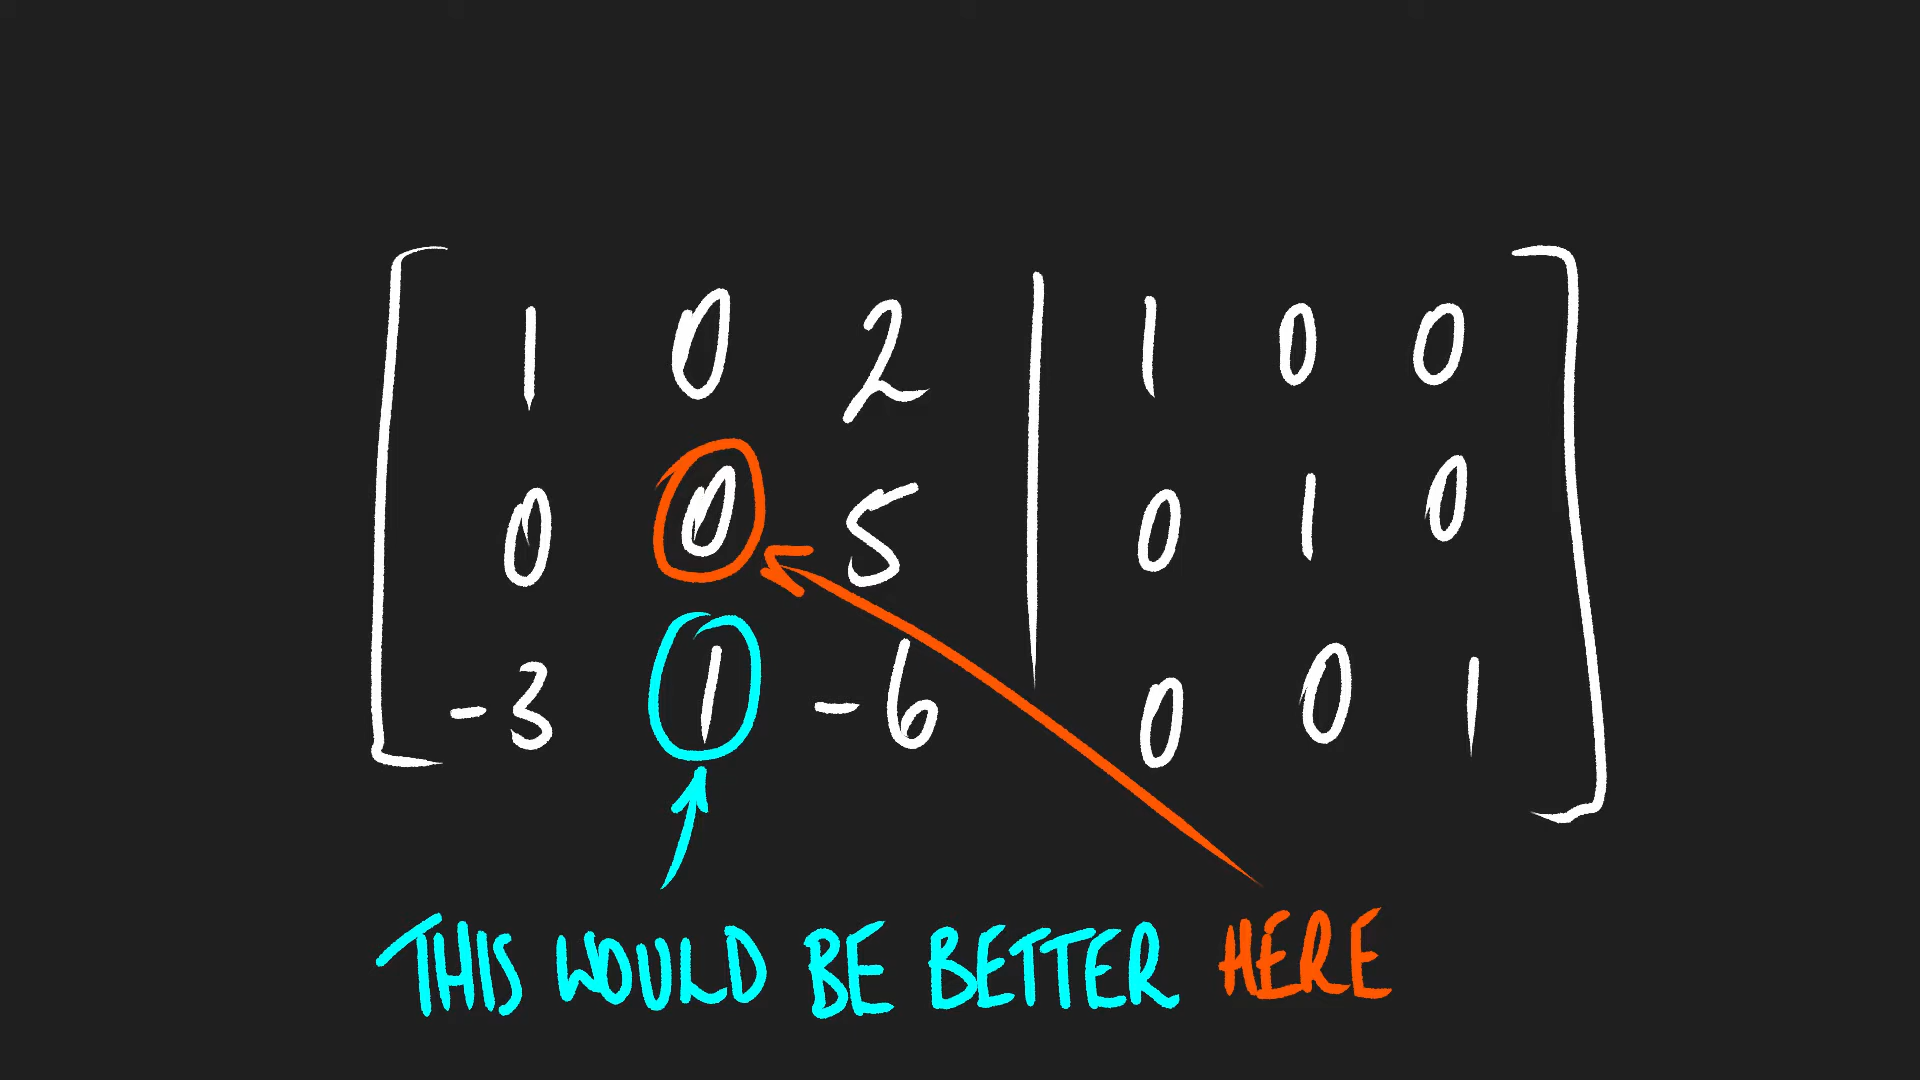 1 0 2 | 1 0 0
0 0 5 | 0 1 0
-3 1 -6 | 0 0 1
THIS WOULD BE BETTER HERE